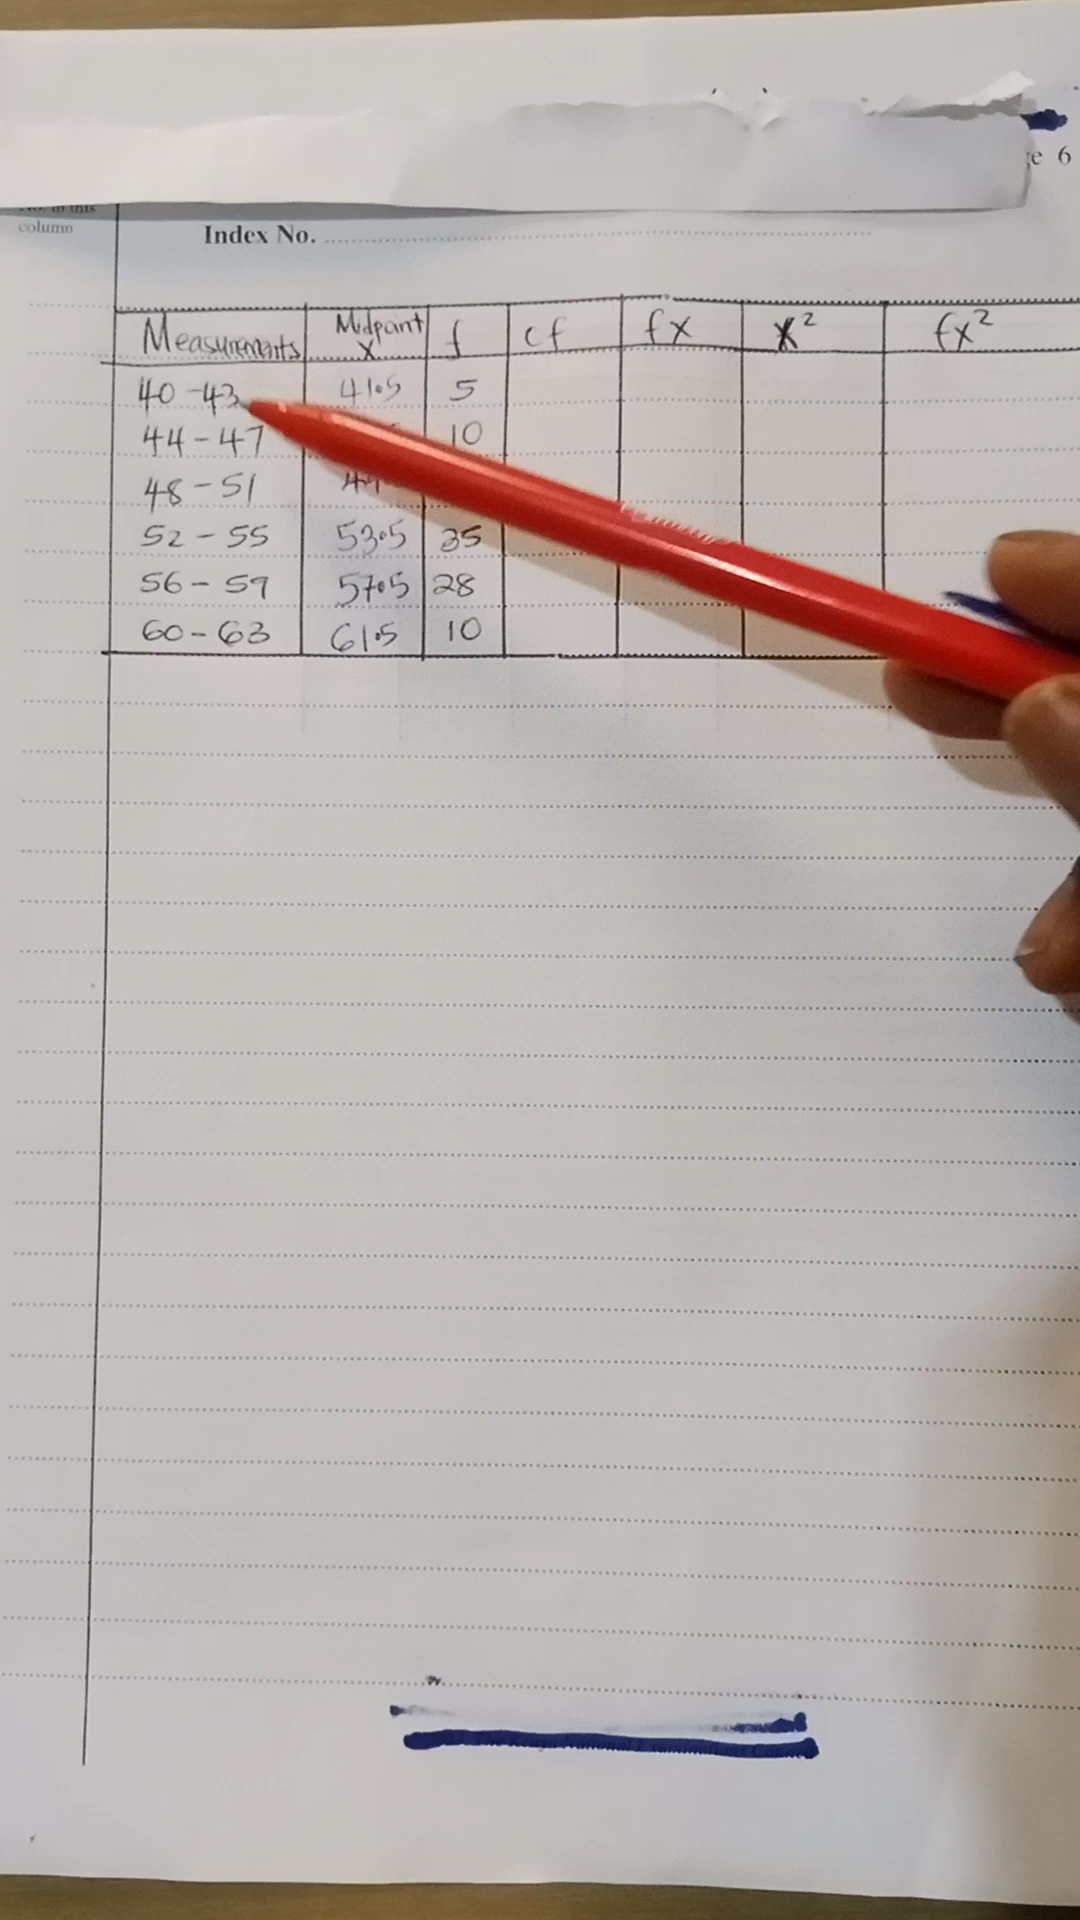 e 6
column
Index No.
Measurements Midpoint x f cf fx x² fx²
40 - 43 41.5 5
44 - 47 10
48 - 51
52 - 55 53.5 35
56 - 59 57.5 28
60 - 63 61.5 10